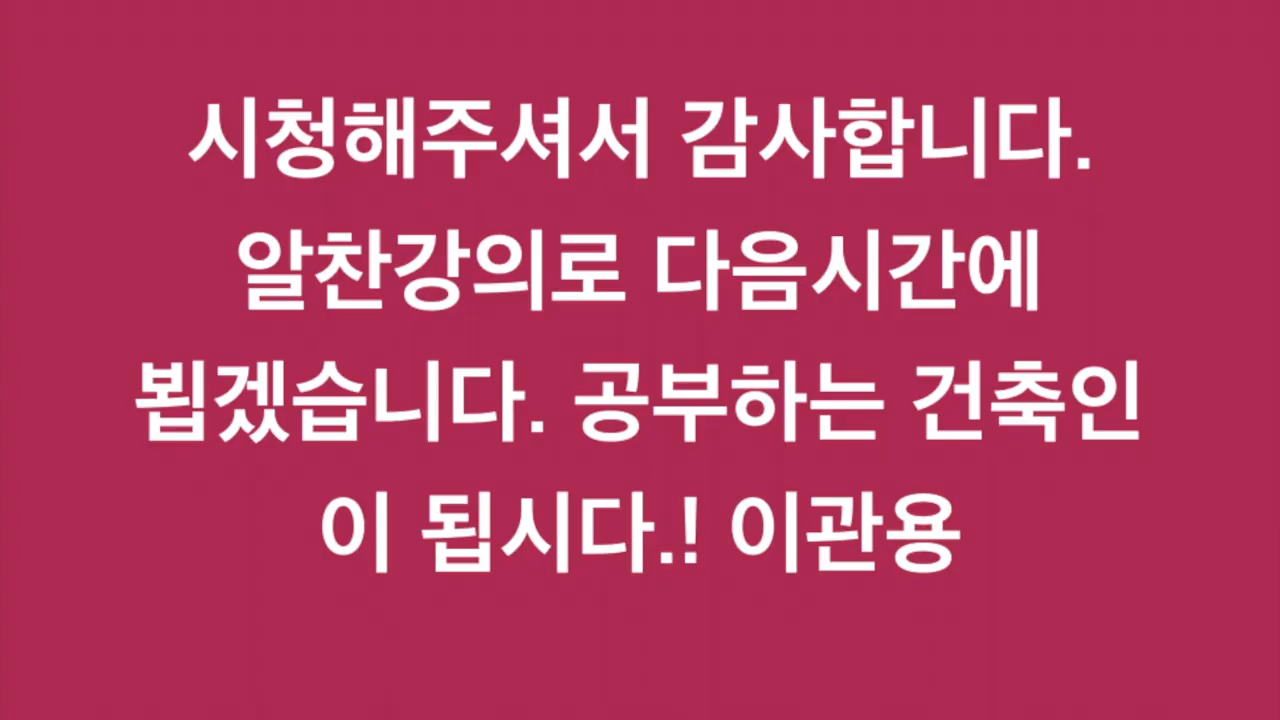 시청해주셔서 감사합니다.
알찬강의로 다음시간에
뵙겠습니다. 공부하는 건축인
이 됩시다.! 이관용